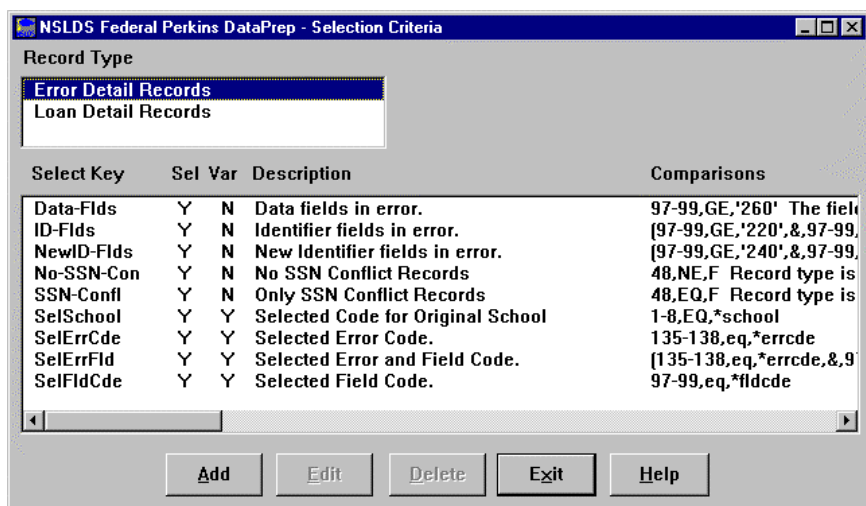 NSLDS Federal Perkins DataPrep - Selection Criteria
Record Type
Error Detail Records
Loan Detail Records
Select Key Sel Var Description Comparisons
Data-Flds Y N Data fields in error. 97-99,GE,'260' The field
ID-Flds Y N Identifier fields in error. (97-99,GE,'220',&,97-99,
NewID-Flds Y N New Identifier fields in error. (97-99,GE,'240',&,97-99,
No-SSN-Con Y N No SSN Conflict Records 48,NE,F Record type is
SSN-Confl Y N Only SSN Conflict Records 48,EQ,F Record type is
SelSchool Y Y Selected Code for Original School 1-8,EQ,*school
SelErrCde Y Y Selected Error Code. 135-138,eq,*errcde
SelErrFld Y Y Selected Error and Field Code. (135-138,eq,*errcde,&,9
SelFldCde Y Y Selected Field Code. 97-99,eq,*fldcde
Add Edit Delete Exit Help